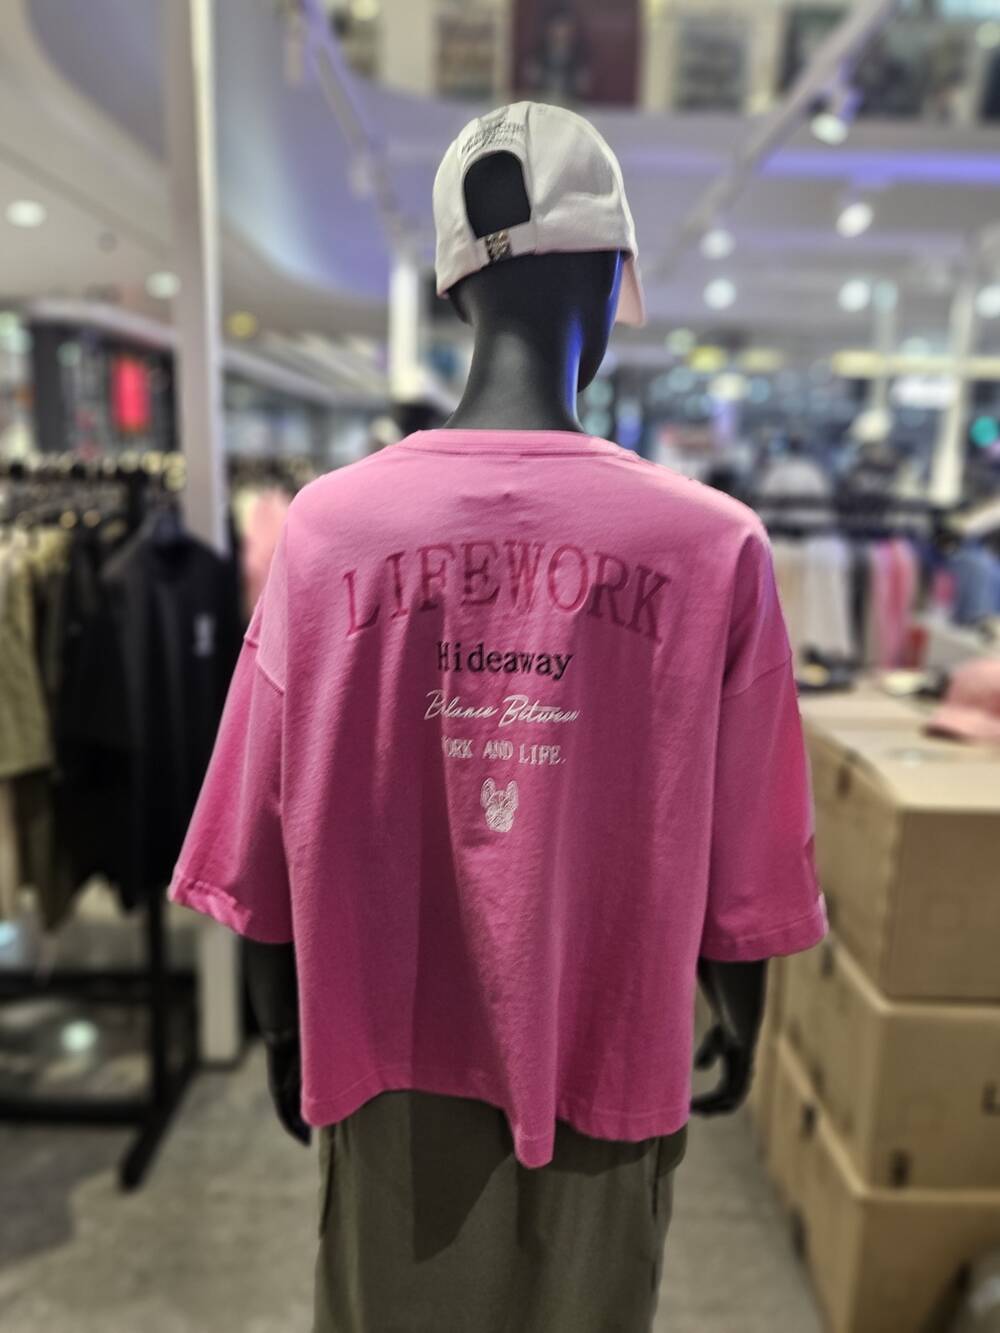 LIFEWORK
Hideaway
Balance Between
WORK AND LIFE.